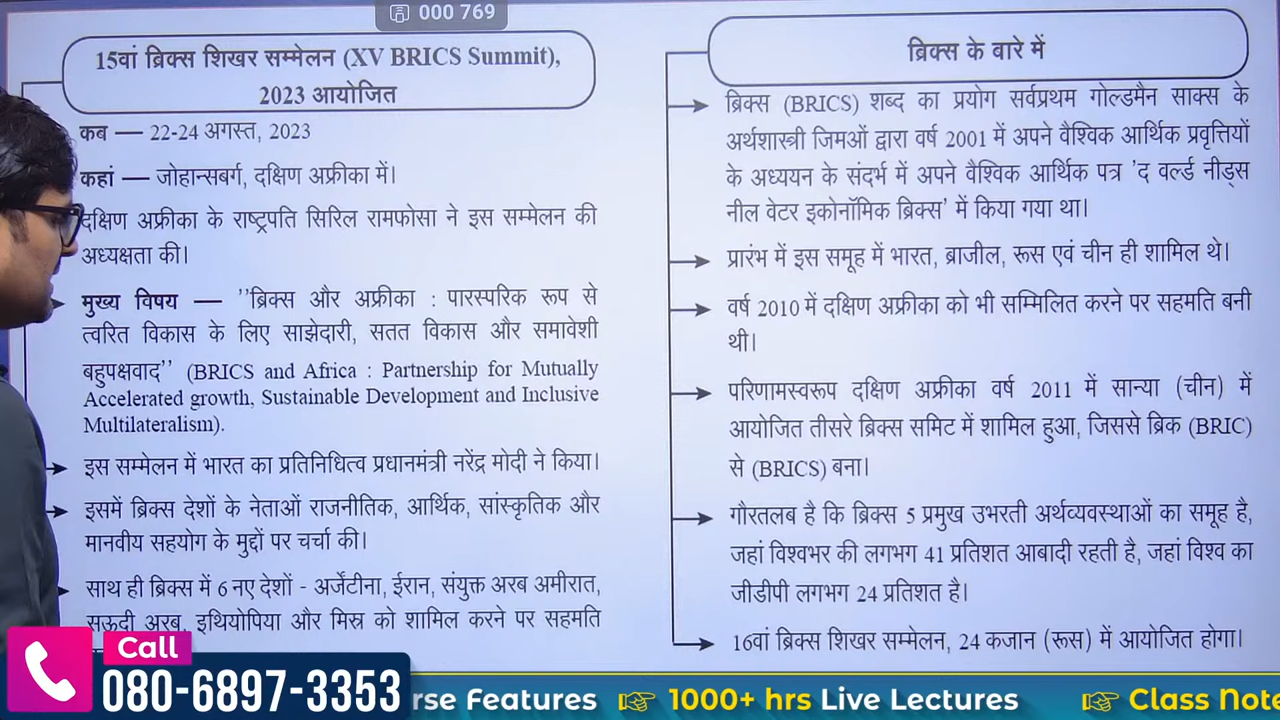 000 769
15वां ब्रिक्स शिखर सम्मेलन (XV BRICS Summit),
2023 आयोजित
कब — 22-24 अगस्त, 2023
कहां — जोहान्सबर्ग, दक्षिण अफ्रीका में।
दक्षिण अफ्रीका के राष्ट्रपति सिरिल रामफोसा ने इस सम्मेलन की
अध्यक्षता की।
मुख्य विषय — ''ब्रिक्स और अफ्रीका : पारस्परिक रूप से
त्वरित विकास के लिए साझेदारी, सतत विकास और समावेशी
बहुपक्षवाद'' (BRICS and Africa : Partnership for Mutually
Accelerated growth, Sustainable Development and Inclusive
Multilateralism).
इस सम्मेलन में भारत का प्रतिनिधित्व प्रधानमंत्री नरेंद्र मोदी ने किया।
इसमें ब्रिक्स देशों के नेताओं राजनीतिक, आर्थिक, सांस्कृतिक और
मानवीय सहयोग के मुद्दों पर चर्चा की।
साथ ही ब्रिक्स में 6 नए देशों - अर्जेंटीना, ईरान, संयुक्त अरब अमीरात,
सऊदी अरब, इथियोपिया और मिस्र को शामिल करने पर सहमति
ब्रिक्स के बारे में
ब्रिक्स (BRICS) शब्द का प्रयोग सर्वप्रथम गोल्डमैन साक्स के
अर्थशास्त्री जिमओं द्वारा वर्ष 2001 में अपने वैश्विक आर्थिक प्रवृत्तियों
के अध्ययन के संदर्भ में अपने वैश्विक आर्थिक पत्र 'द वर्ल्ड नीड्स
नील वेटर इकोनॉमिक ब्रिक्स' में किया गया था।
प्रारंभ में इस समूह में भारत, ब्राजील, रूस एवं चीन ही शामिल थे।
वर्ष 2010 में दक्षिण अफ्रीका को भी सम्मिलित करने पर सहमति बनी
थी।
परिणामस्वरूप दक्षिण अफ्रीका वर्ष 2011 में सान्या (चीन) में
आयोजित तीसरे ब्रिक्स समिट में शामिल हुआ, जिससे ब्रिक (BRIC)
से (BRICS) बना।
गौरतलब है कि ब्रिक्स 5 प्रमुख उभरती अर्थव्यवस्थाओं का समूह है,
जहां विश्वभर की लगभग 41 प्रतिशत आबादी रहती है, जहां विश्व का
जीडीपी लगभग 24 प्रतिशत है।
16वां ब्रिक्स शिखर सम्मेलन, 24 कजान (रूस) में आयोजित होगा।
Call
080-6897-3353
rse Features 1000+ hrs Live Lectures Class Note